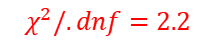 χ²/.dnf = 2.2